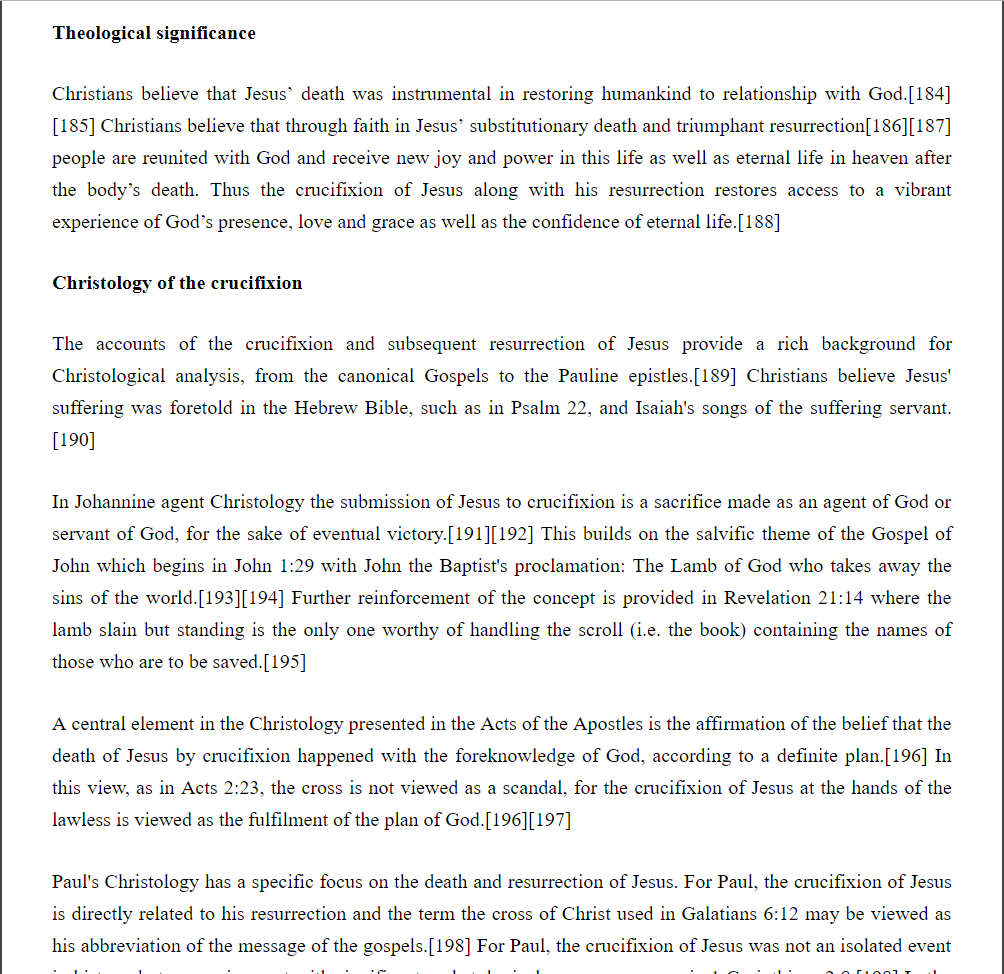 Theological significance
Christians believe that Jesus’ death was instrumental in restoring humankind to relationship with God.[184]
[185] Christians believe that through faith in Jesus’ substitutionary death and triumphant resurrection[186][187]
people are reunited with God and receive new joy and power in this life as well as eternal life in heaven after
the body’s death. Thus the crucifixion of Jesus along with his resurrection restores access to a vibrant
experience of God’s presence, love and grace as well as the confidence of eternal life.[188]
Christology of the crucifixion
The accounts of the crucifixion and subsequent resurrection of Jesus provide a rich background for
Christological analysis, from the canonical Gospels to the Pauline epistles.[189] Christians believe Jesus'
suffering was foretold in the Hebrew Bible, such as in Psalm 22, and Isaiah's songs of the suffering servant.
[190]
In Johannine agent Christology the submission of Jesus to crucifixion is a sacrifice made as an agent of God or
servant of God, for the sake of eventual victory.[191][192] This builds on the salvific theme of the Gospel of
John which begins in John 1:29 with John the Baptist's proclamation: The Lamb of God who takes away the
sins of the world.[193][194] Further reinforcement of the concept is provided in Revelation 21:14 where the
lamb slain but standing is the only one worthy of handling the scroll (i.e. the book) containing the names of
those who are to be saved.[195]
A central element in the Christology presented in the Acts of the Apostles is the affirmation of the belief that the
death of Jesus by crucifixion happened with the foreknowledge of God, according to a definite plan.[196] In
this view, as in Acts 2:23, the cross is not viewed as a scandal, for the crucifixion of Jesus at the hands of the
lawless is viewed as the fulfilment of the plan of God.[196][197]
Paul's Christology has a specific focus on the death and resurrection of Jesus. For Paul, the crucifixion of Jesus
is directly related to his resurrection and the term the cross of Christ used in Galatians 6:12 may be viewed as
his abbreviation of the message of the gospels.[198] For Paul, the crucifixion of Jesus was not an isolated event